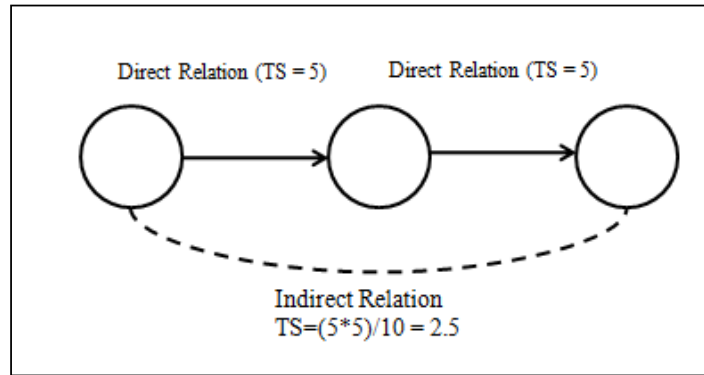 Direct Relation (TS = 5)
Direct Relation (TS = 5)
Indirect Relation
TS=(5*5)/10 = 2.5